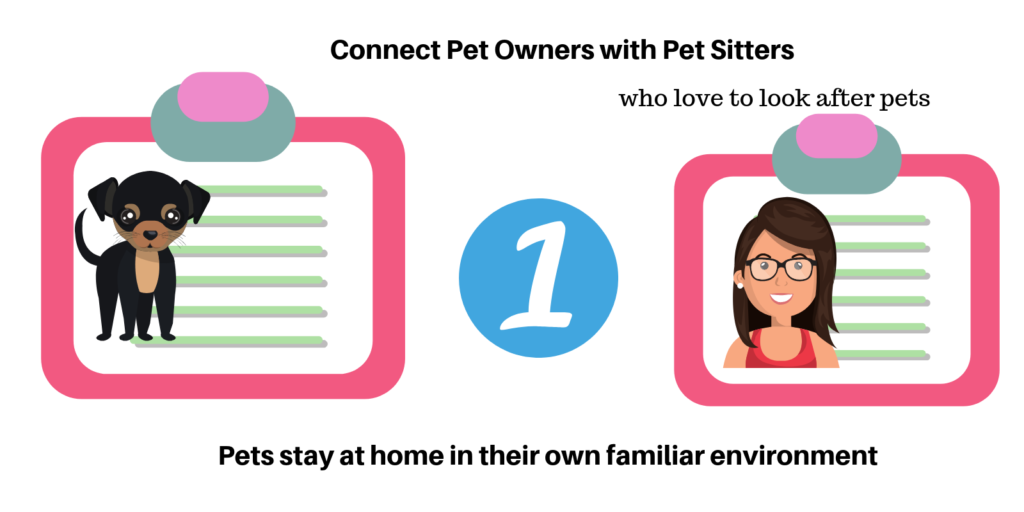 Connect Pet Owners with Pet Sitters
who love to look after pets
1
Pets stay at home in their own familiar environment